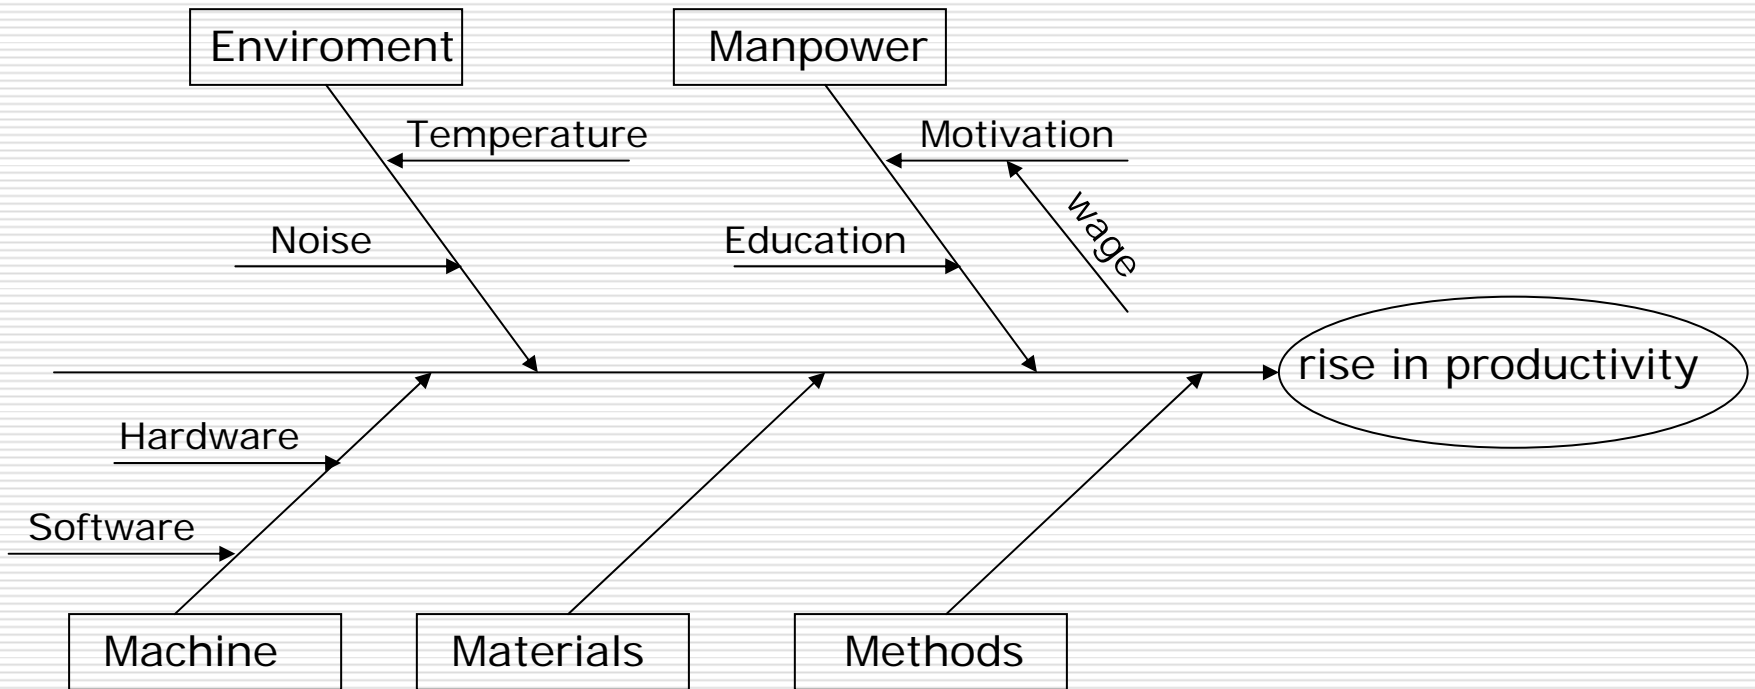 Enviroment
Manpower
Temperature
Motivation
wage
Noise
Education
rise in productivity
Hardware
Software
Machine
Materials
Methods